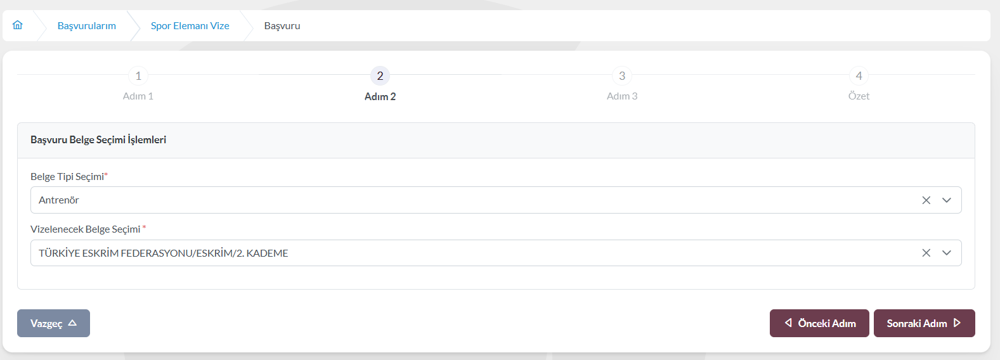 Başvurularım Spor Elemanı Vize Başvuru
1 2 3 4
Adım 1 Adım 2 Adım 3 Özet
Başvuru Belge Seçimi İşlemleri
Belge Tipi Seçimi*
Antrenör
Vizelenecek Belge Seçimi *
TÜRKİYE ESKRİM FEDERASYONU/ESKRİM/2. KADEME
Vazgeç Önceki Adım Sonraki Adım